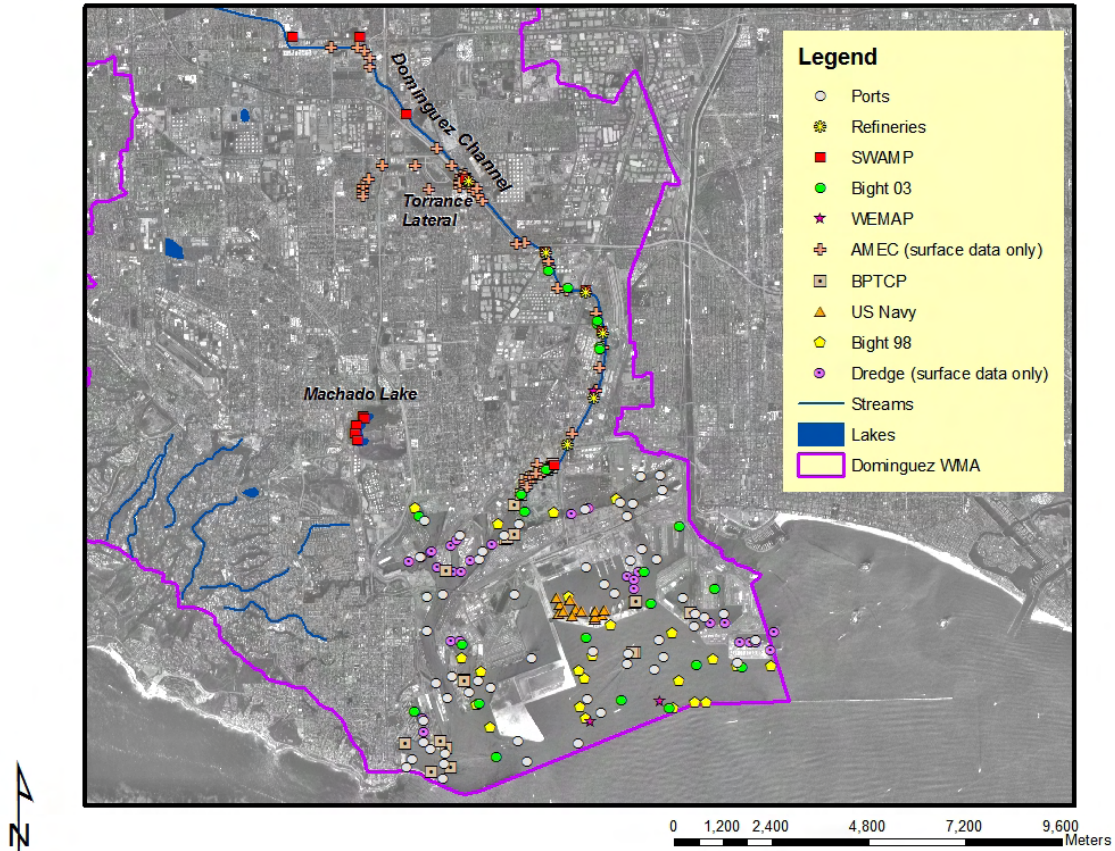 Legend
Ports
Refineries
SWAMP
Bight 03
WEMAP
AMEC (surface data only)
BPTCP
US Navy
Bight 98
Dredge (surface data only)
Streams
Lakes
Dominguez WMA
Dominguez Channel
Torrance
Lateral
Machado Lake
N
0 1,200 2,400 4,800 7,200 9,600
Meters